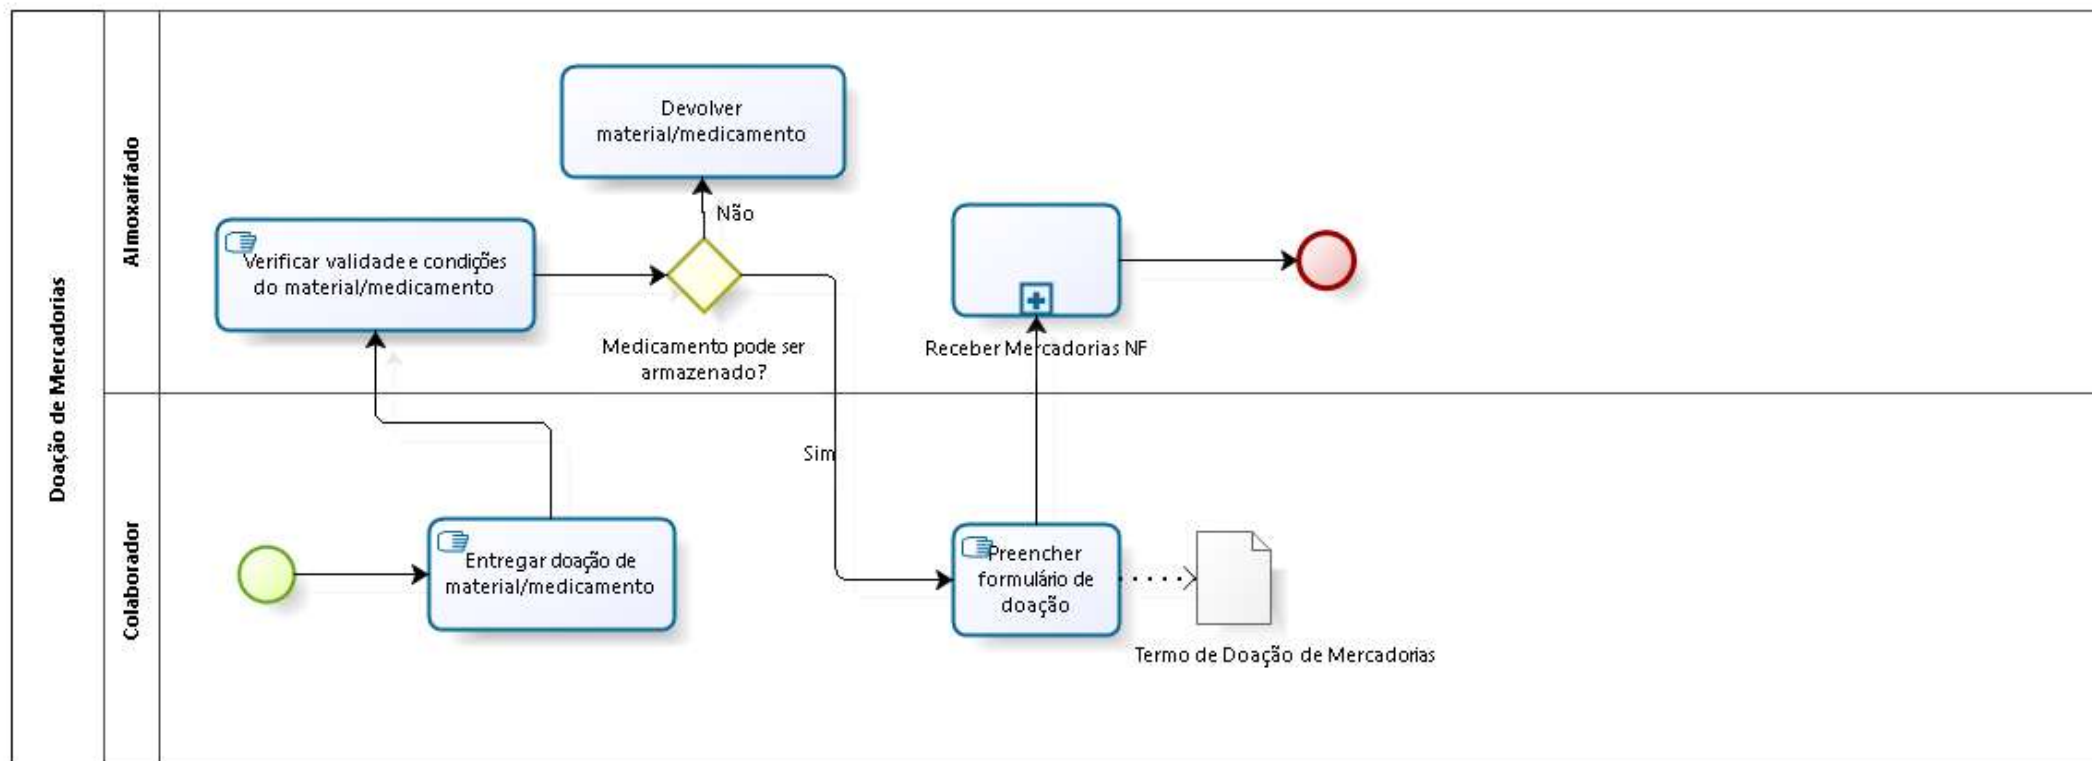 Doação de Mercadorias
Almoxarifado
Devolver
material/medicamento
Não
Verificar validade e condições
do material/medicamento
Medicamento pode ser
armazenado?
Receber Mercadorias NF
Colaborador
Sim
Entregar doação de
material/medicamento
Preencher
formulário de
doação
Termo de Doação de Mercadorias